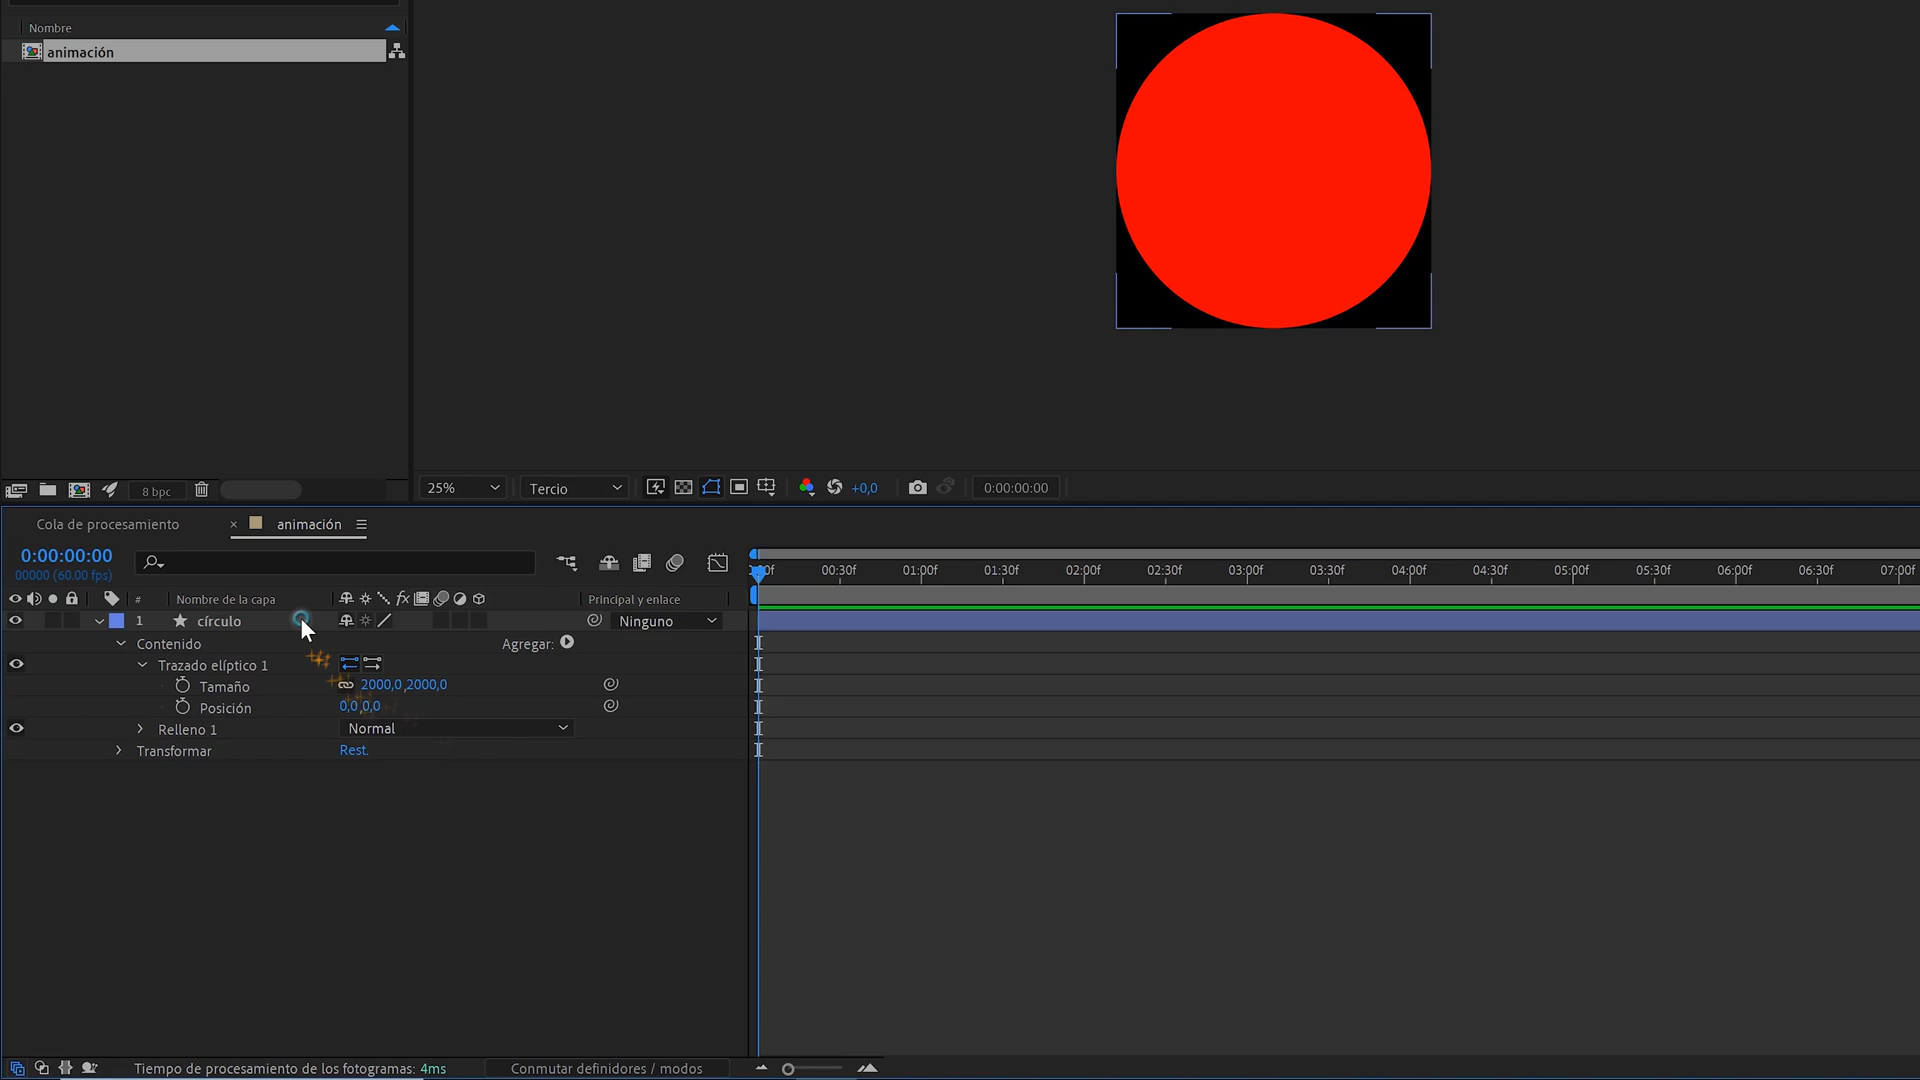 Nombre
animación
8 bpc
25%
Tercio
+0,0
0:00:00:00
Cola de procesamiento
× animación
0:00:00:00
00000 (60.00 fps)
00:30f 01:00f 01:30f 02:00f 02:30f 03:00f 03:30f 04:00f 04:30f 05:00f 05:30f 06:00f 06:30f 07:00f
# Nombre de la capa fx Principal y enlace
1 círculo Ninguno
Contenido Agregar:
Trazado elíptico 1
Tamaño 2000,0,2000,0
Posición 0,0,0,0
Relleno 1 Normal
Transformar Rest.
Tiempo de procesamiento de los fotogramas: 4ms
Conmutar definidores / modos